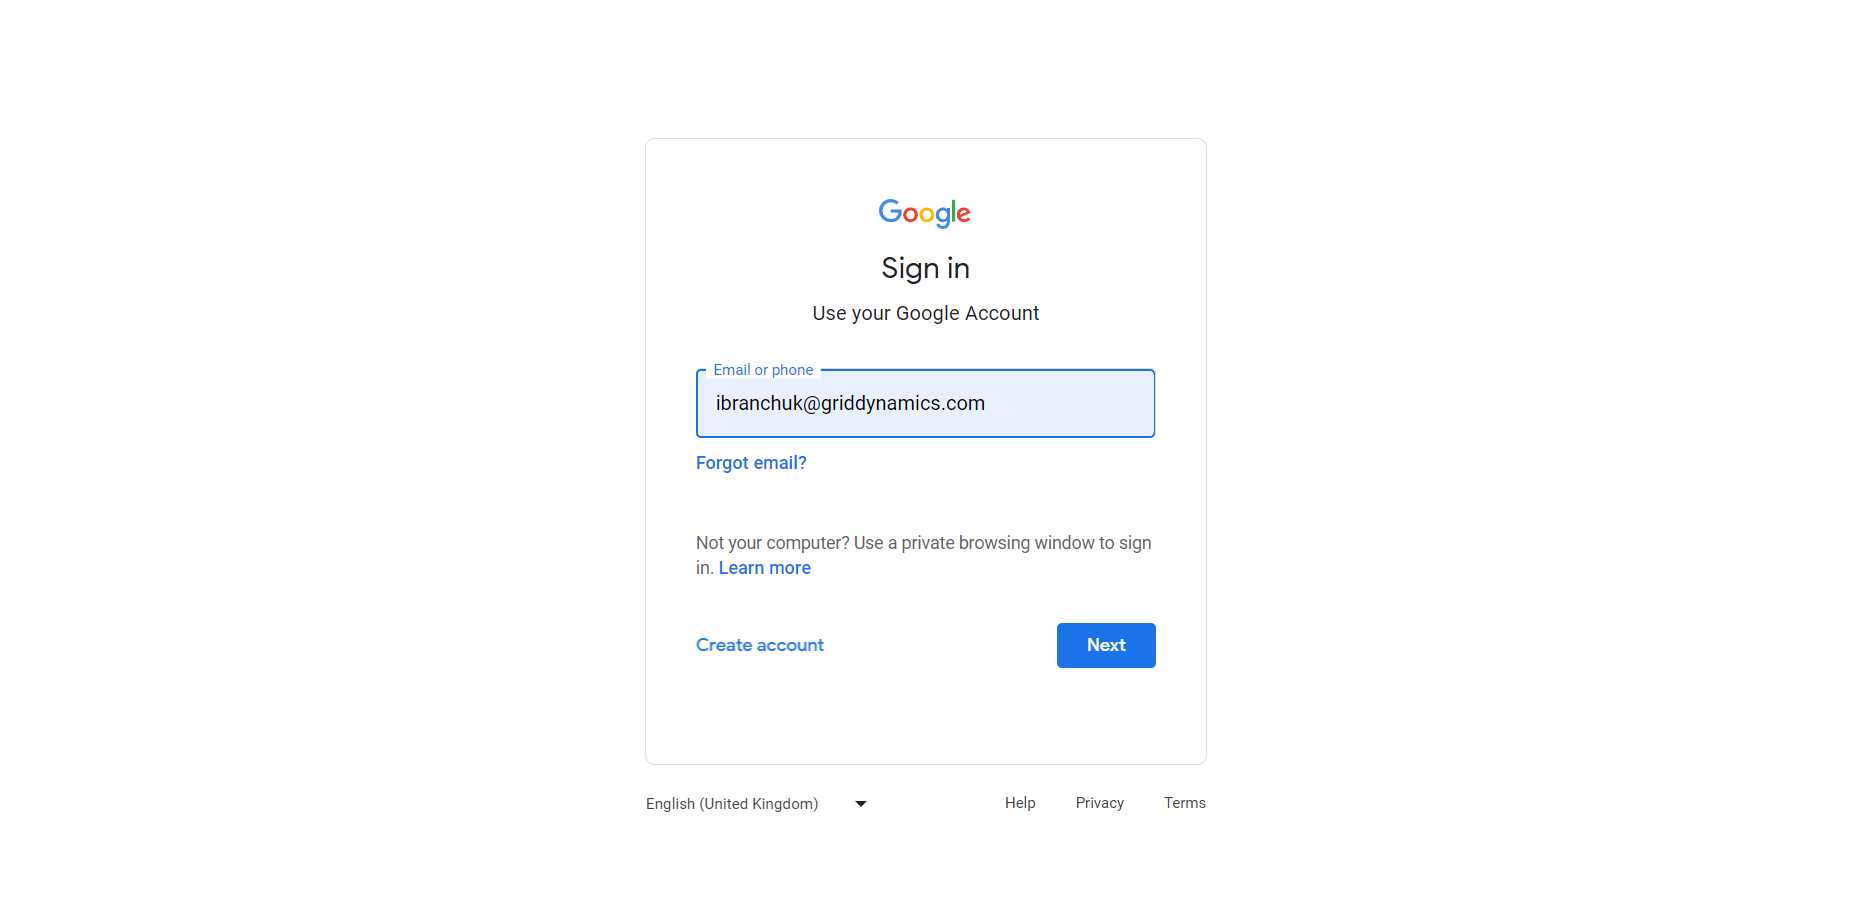 Google
Sign in
Use your Google Account
Email or phone
ibranchuk@griddynamics.com
Forgot email?
Not your computer? Use a private browsing window to sign
in. Learn more
Create account
Next
English (United Kingdom)
Help
Privacy
Terms